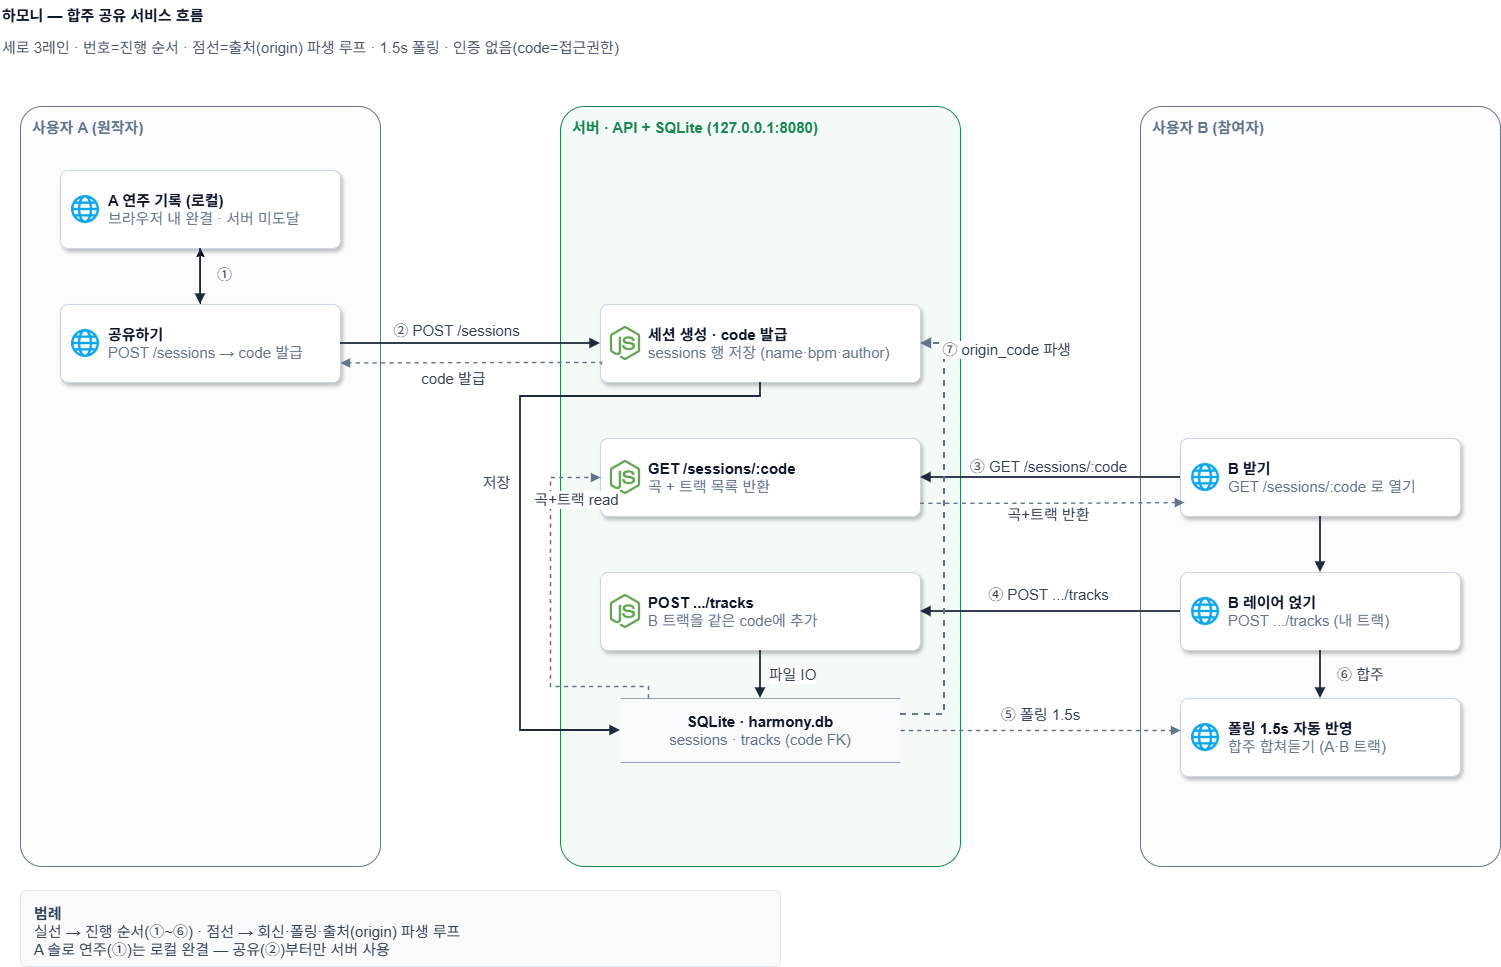 하모니 — 합주 공유 서비스 흐름
세로 3레인 · 번호=진행 순서 · 점선=출처(origin) 파생 루프 · 1.5s 폴링 · 인증 없음(code=접근권한)
사용자 A (원작자)
A 연주 기록 (로컬)
브라우저 내 완결 · 서버 미도달
①
공유하기
POST /sessions → code 발급
② POST /sessions
code 발급
서버 · API + SQLite (127.0.0.1:8080)
세션 생성 · code 발급
sessions 행 저장 (name·bpm·author)
⑦ origin_code 파생
저장
GET /sessions/:code
곡 + 트랙 목록 반환
곡+트랙 read
③ GET /sessions/:code
곡+트랙 반환
POST .../tracks
B 트랙을 같은 code에 추가
④ POST .../tracks
파일 IO
SQLite · harmony.db
sessions · tracks (code FK)
⑤ 폴링 1.5s
사용자 B (참여자)
B 받기
GET /sessions/:code 로 열기
B 레이어 얹기
POST .../tracks (내 트랙)
⑥ 합주
폴링 1.5s 자동 반영
합주 합쳐듣기 (A·B 트랙)
범례
실선 → 진행 순서(①~⑥) · 점선 → 회신·폴링·출처(origin) 파생 루프
A 솔로 연주(①)는 로컬 완결 — 공유(②)부터만 서버 사용